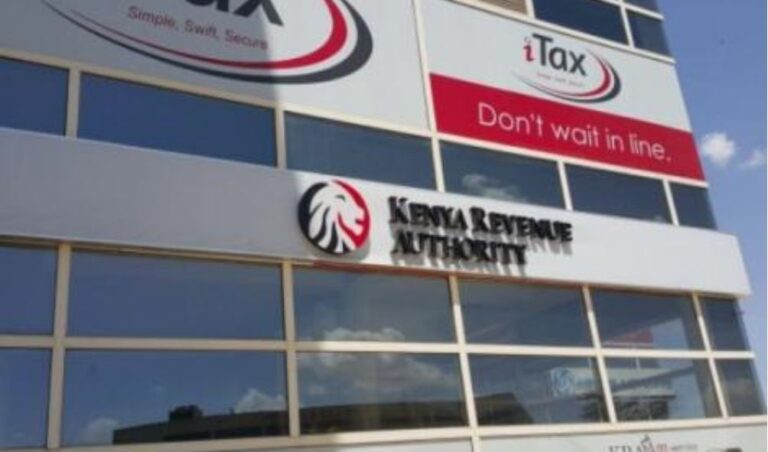 Simple, Swift, Secure
iTax
Don't wait in line.
KENYA REVENUE
AUTHORITY